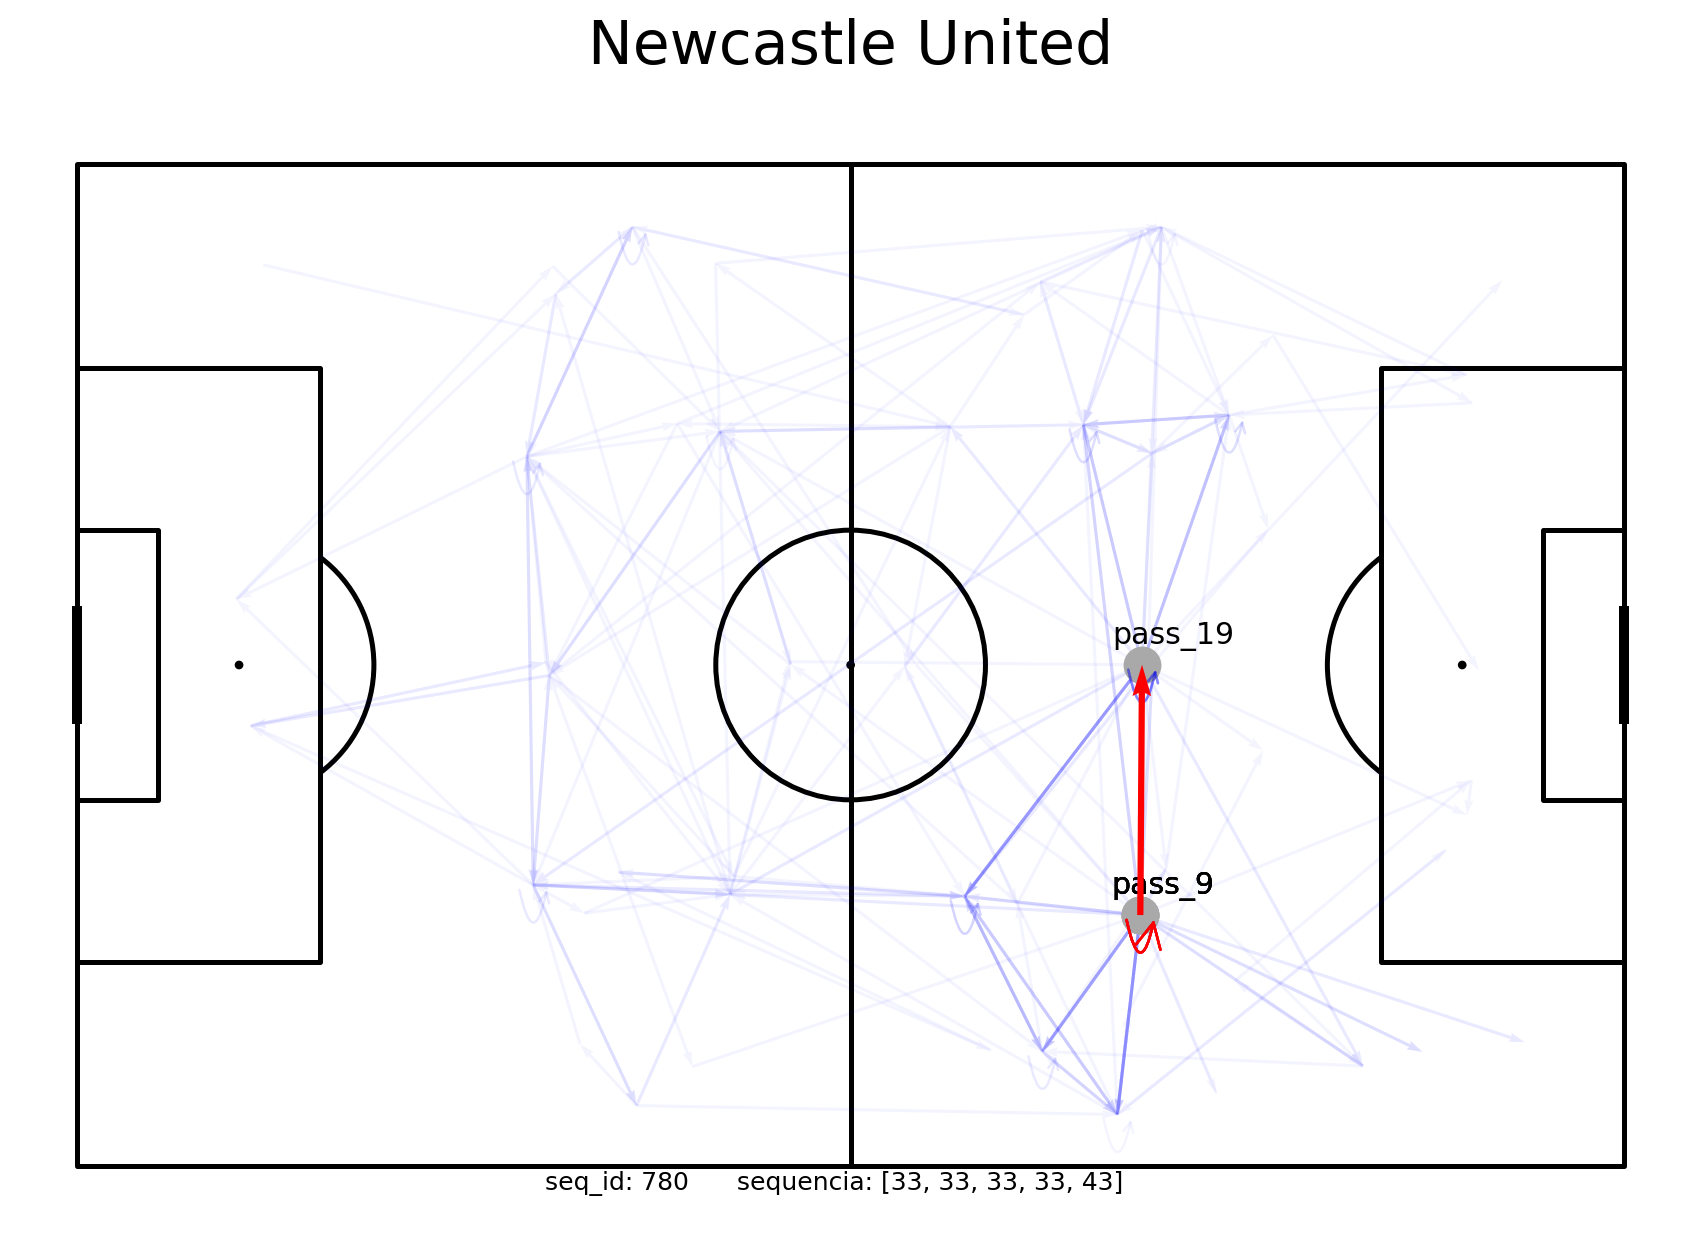 Newcastle United
pass_19
pass_9
seq_id: 780 sequencia: [33, 33, 33, 33, 43]